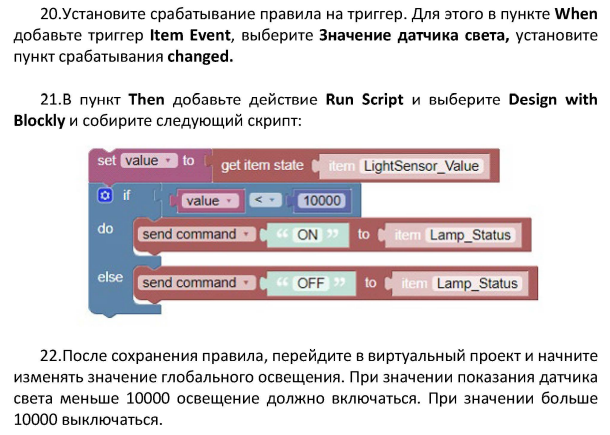 20.Установите срабатывание правила на триггер. Для этого в пункте When
добавьте триггер Item Event, выберите Значение датчика света, установите
пункт срабатывания changed.
21.В пункт Then добавьте действие Run Script и выберите Design with
Blockly и собирите следующий скрипт:
set value to get item state item LightSensor_Value
if value < 10000
do send command “ ON ” to item Lamp_Status
else send command “ OFF ” to item Lamp_Status
22.После сохранения правила, перейдите в виртуальный проект и начните
изменять значение глобального освещения. При значении показания датчика
света меньше 10000 освещение должно включаться. При значении больше
10000 выключаться.